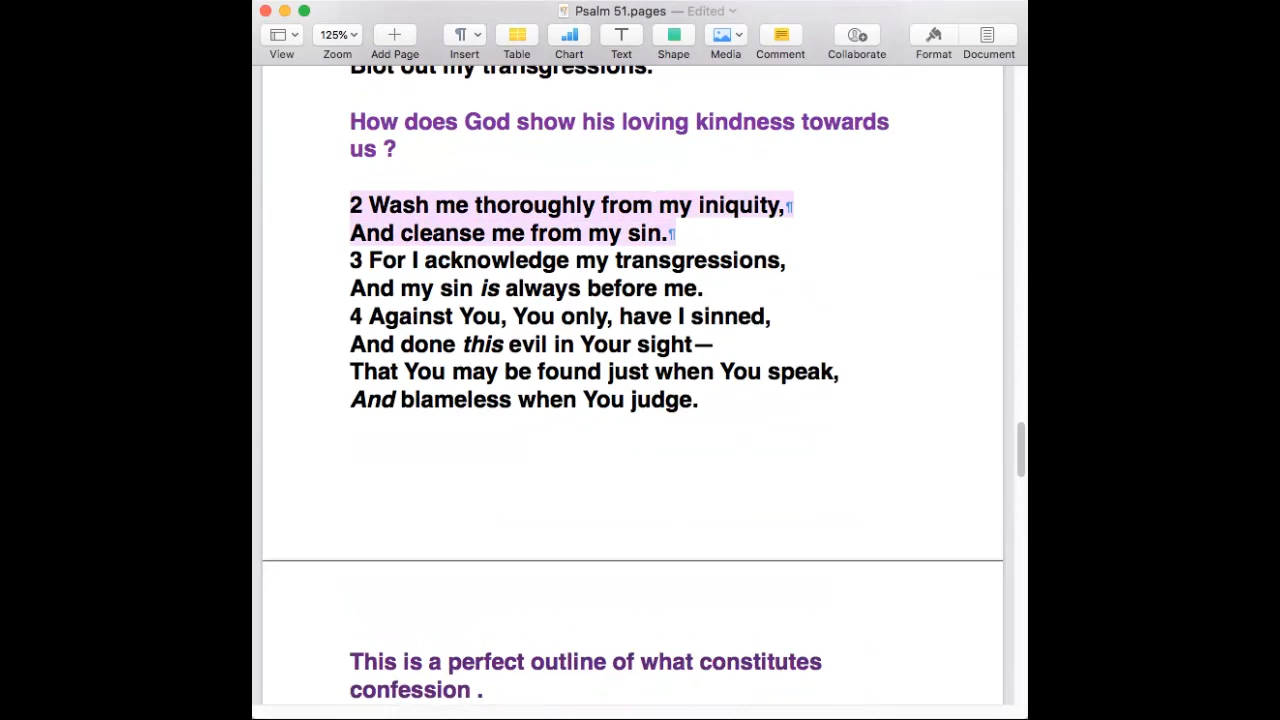 Psalm 51.pages — Edited
125%
View
Zoom
Add Page
Insert
Table
Chart
Text
Shape
Media
Comment
Collaborate
Format
Document
Blot out my transgressions.
How does God show his loving kindness towards
us ?
2 Wash me thoroughly from my iniquity,¶
And cleanse me from my sin.¶
3 For I acknowledge my transgressions,
And my sin is always before me.
4 Against You, You only, have I sinned,
And done this evil in Your sight—
That You may be found just when You speak,
And blameless when You judge.
This is a perfect outline of what constitutes
confession .